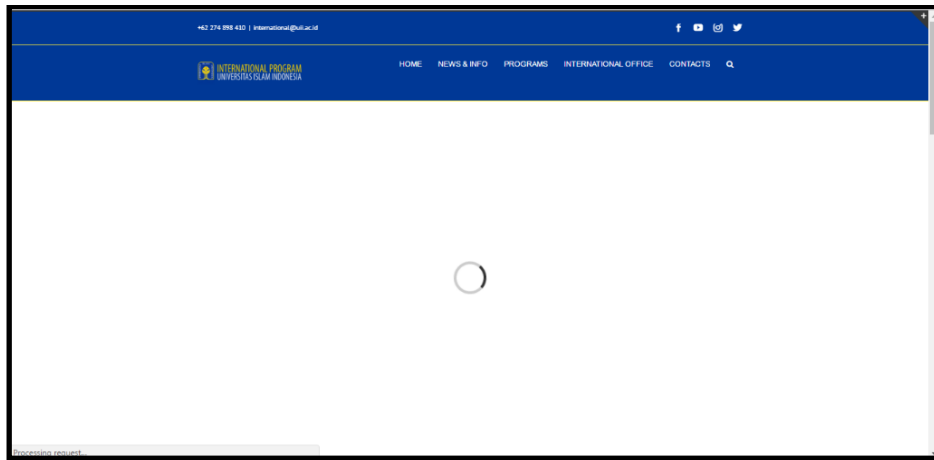 +62 274 898 410 | international@uii.ac.id
INTERNATIONAL PROGRAM
UNIVERSITAS ISLAM INDONESIA
HOME NEWS & INFO PROGRAMS INTERNATIONAL OFFICE CONTACTS
Processing request...